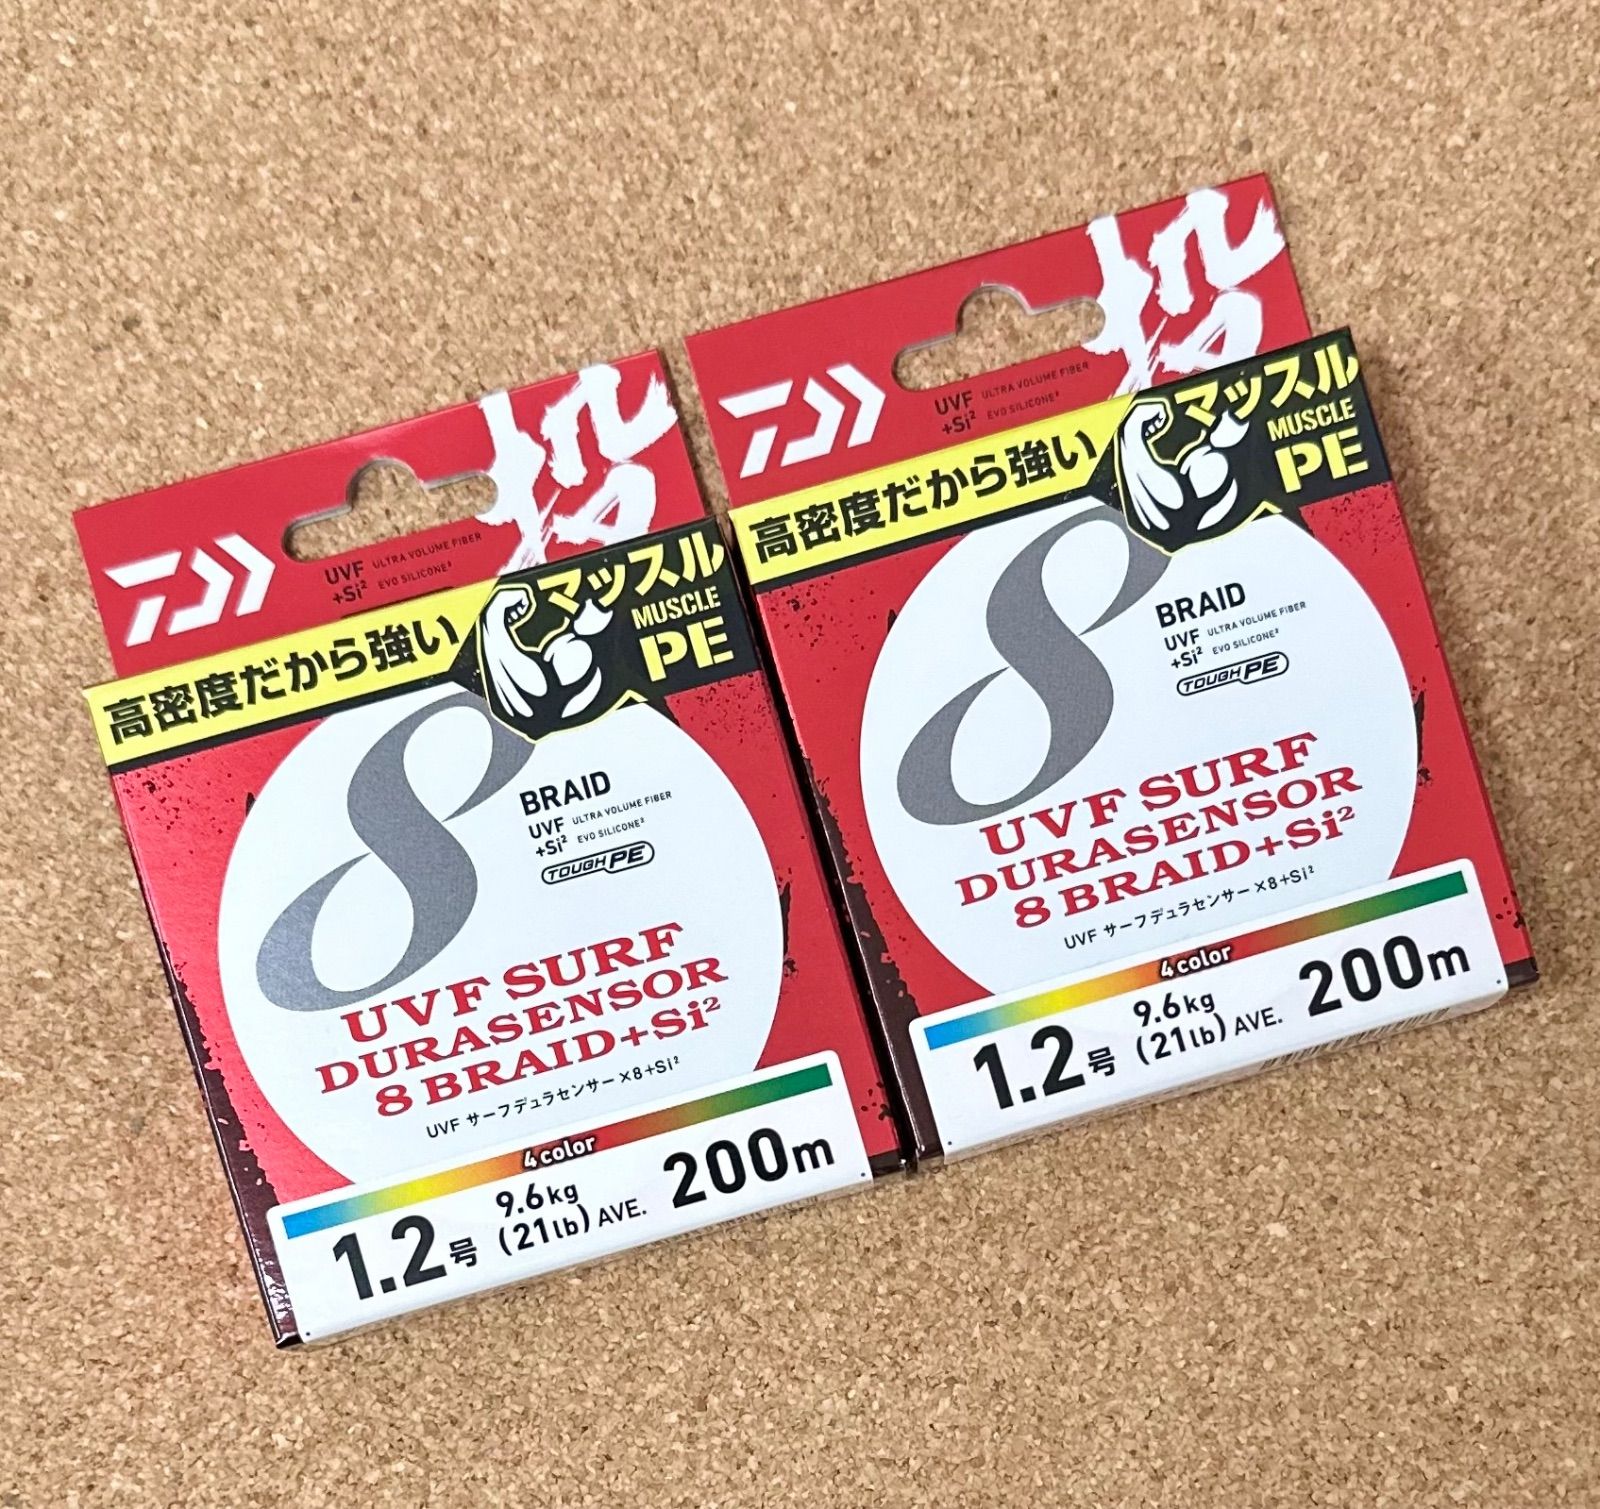 投
UVF ULTRA VOLUME FIBER
+Si² EVO SILICONE²
高密度だから強い
マッスル
MUSCLE
PE
8
BRAID
UVF ULTRA VOLUME FIBER
+Si² EVO SILICONE²
TOUGH PE
UVF SURF
DURASENSOR
8 BRAID+Si²
UVF サーフデュラセンサー×8+Si²
4 color
1.2号 9.6kg (21lb) AVE. 200m
投
UVF ULTRA VOLUME FIBER
+Si² EVO SILICONE²
高密度だから強い
マッスル
MUSCLE
PE
8
BRAID
UVF ULTRA VOLUME FIBER
+Si² EVO SILICONE²
TOUGH PE
UVF SURF
DURASENSOR
8 BRAID+Si²
UVF サーフデュラセンサー×8+Si²
4 color
1.2号 9.6kg (21lb) AVE. 200m